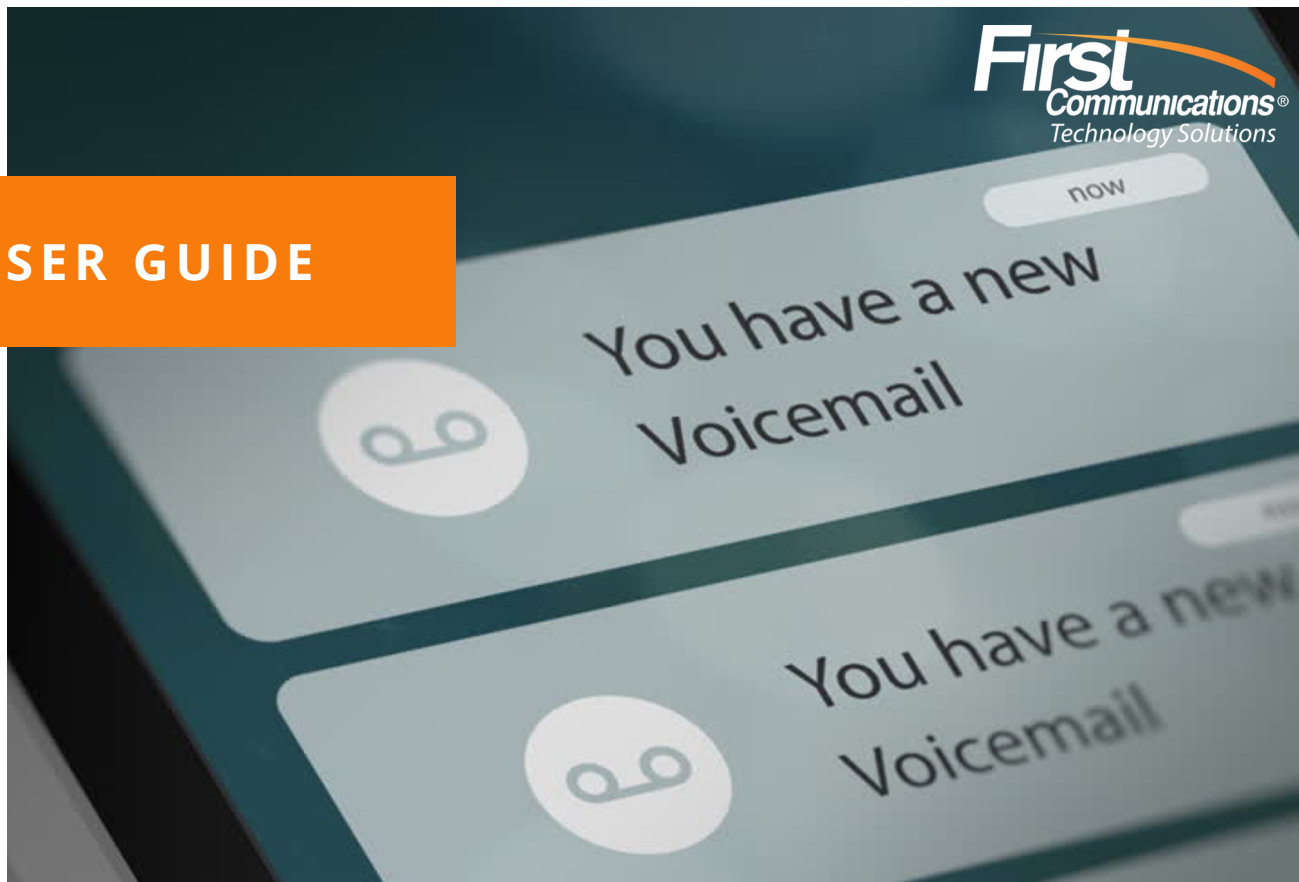 First
Communications®
Technology Solutions
SER GUIDE
now
You have a new
Voicemail
You have a new
Voicemail